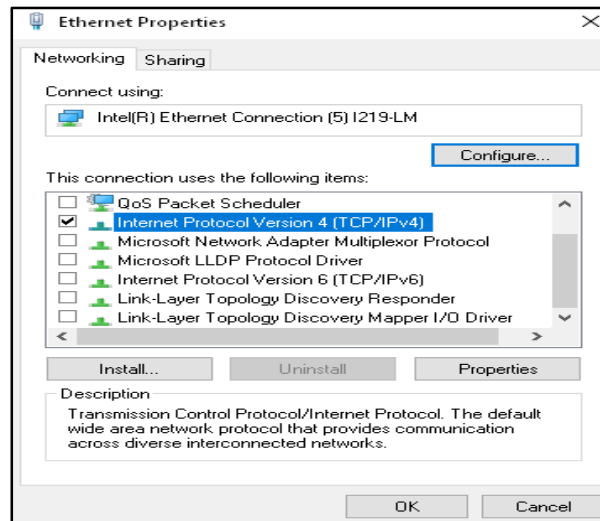 Ethernet Properties
Networking
Sharing
Connect using:
Intel(R) Ethernet Connection (5) I219-LM
Configure...
This connection uses the following items:
QoS Packet Scheduler
Internet Protocol Version 4 (TCP/IPv4)
Microsoft Network Adapter Multiplexor Protocol
Microsoft LLDP Protocol Driver
Internet Protocol Version 6 (TCP/IPv6)
Link-Layer Topology Discovery Responder
Link-Layer Topology Discovery Mapper I/O Driver
Install...
Uninstall
Properties
Description
Transmission Control Protocol/Internet Protocol. The default
wide area network protocol that provides communication
across diverse interconnected networks.
OK
Cancel